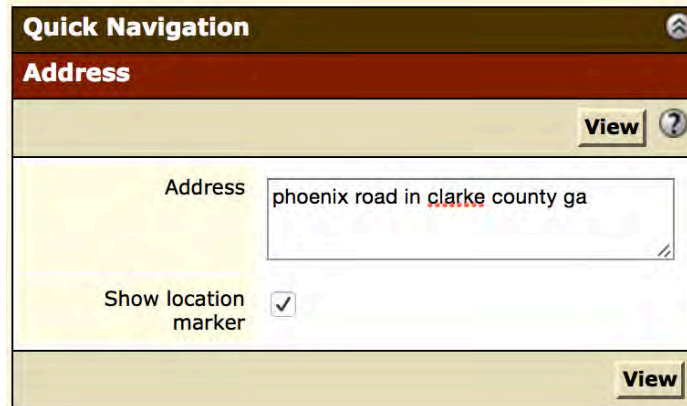 Quick Navigation
Address
View ?
Address
phoenix road in clarke county ga
Show location
marker
View